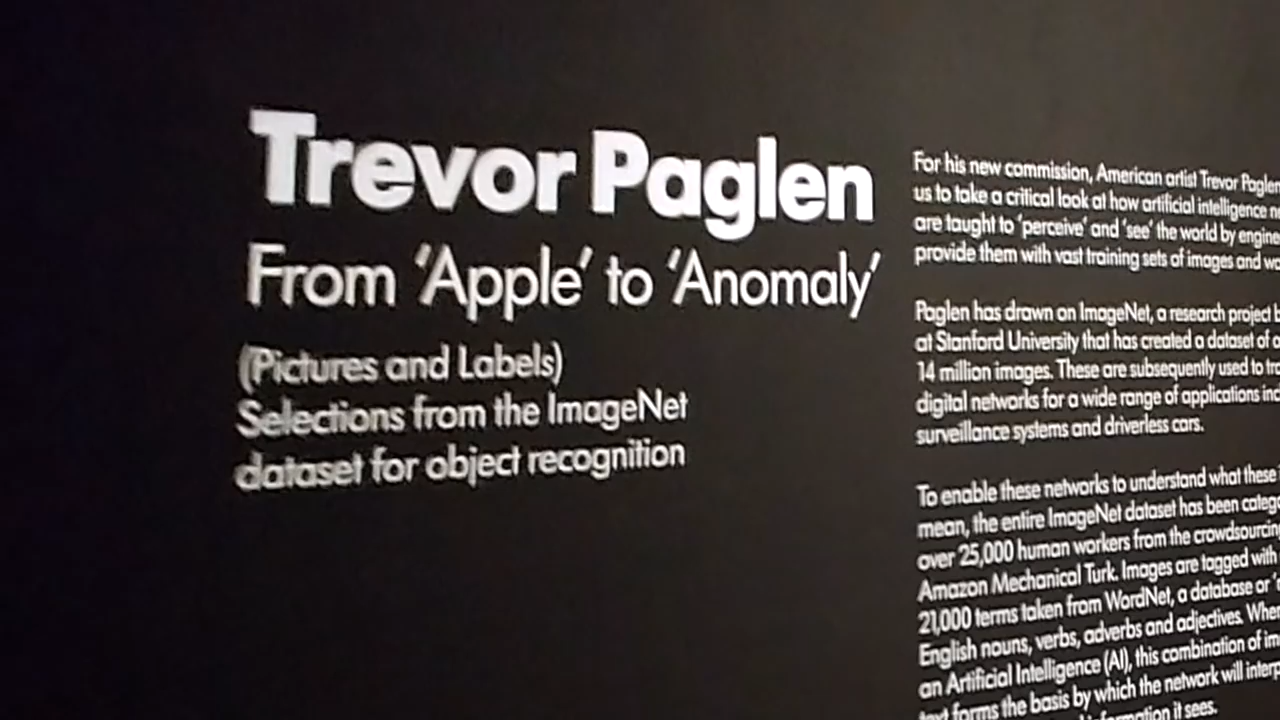 Trevor Paglen
From ‘Apple’ to ‘Anomaly’
(Pictures and Labels)
Selections from the ImageNet
dataset for object recognition
For his new commission, American artist Trevor Paglen
us to take a critical look at how artificial intelligence
are taught to ‘perceive’ and ‘see’ the world by
provide them with vast training sets of images and
Paglen has drawn on ImageNet, a research project
at Stanford University that has created a dataset of
14 million images. These are subsequently used to
digital networks for a wide range of applications
surveillance systems and driverless cars.
To enable these networks to understand what these
mean, the entire ImageNet dataset has been
over 25,000 human workers from the
Amazon Mechanical Turk. Images are tagged with
21,000 terms taken from WordNet, a database or
English nouns, verbs, adverbs and adjectives.
an Artificial Intelligence (AI), this combination of
text forms the basis by which the network will
it sees.